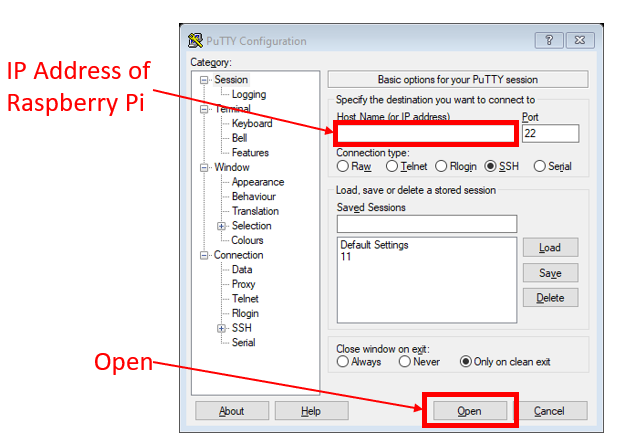 PuTTY Configuration
IP Address of
Raspberry Pi
Category:
Session
Logging
Terminal
Keyboard
Bell
Features
Window
Appearance
Behaviour
Translation
Selection
Colours
Connection
Data
Proxy
Telnet
Rlogin
SSH
Serial
Basic options for your PuTTY session
Specify the destination you want to connect to
Host Name (or IP address) Port
22
Connection type:
Raw Telnet Rlogin SSH Serial
Load, save or delete a stored session
Saved Sessions
Default Settings
11
Load
Save
Delete
Close window on exit:
Always Never Only on clean exit
Open
About Help Open Cancel